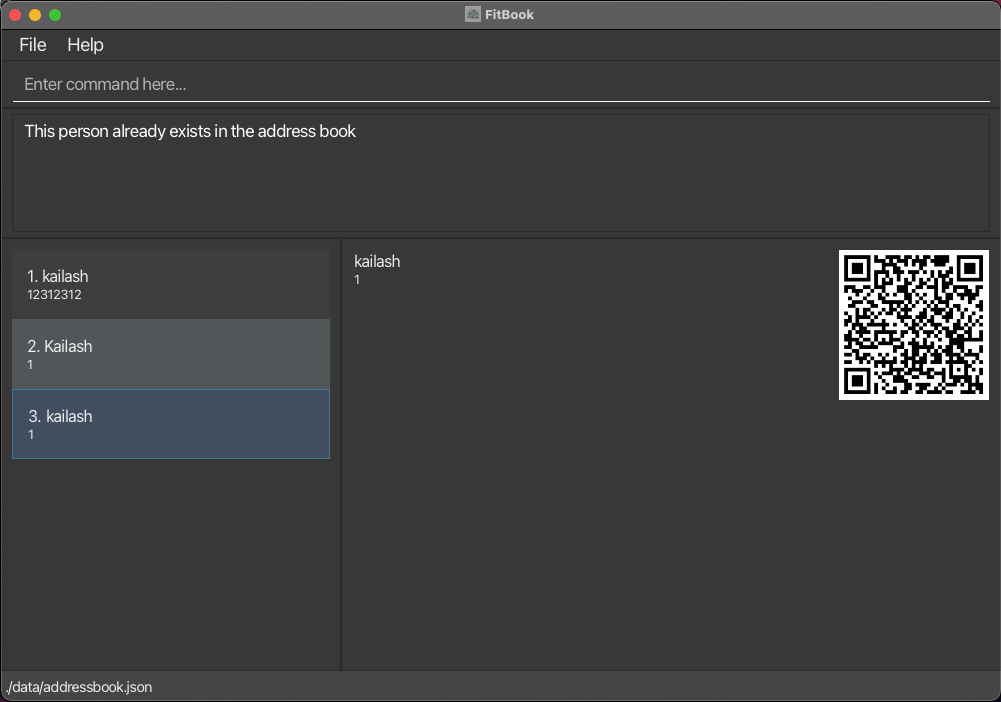 FitBook
File Help
Enter command here...
This person already exists in the address book
1. kailash
12312312
2. Kailash
1
3. kailash
1
kailash
1
./data/addressbook.json